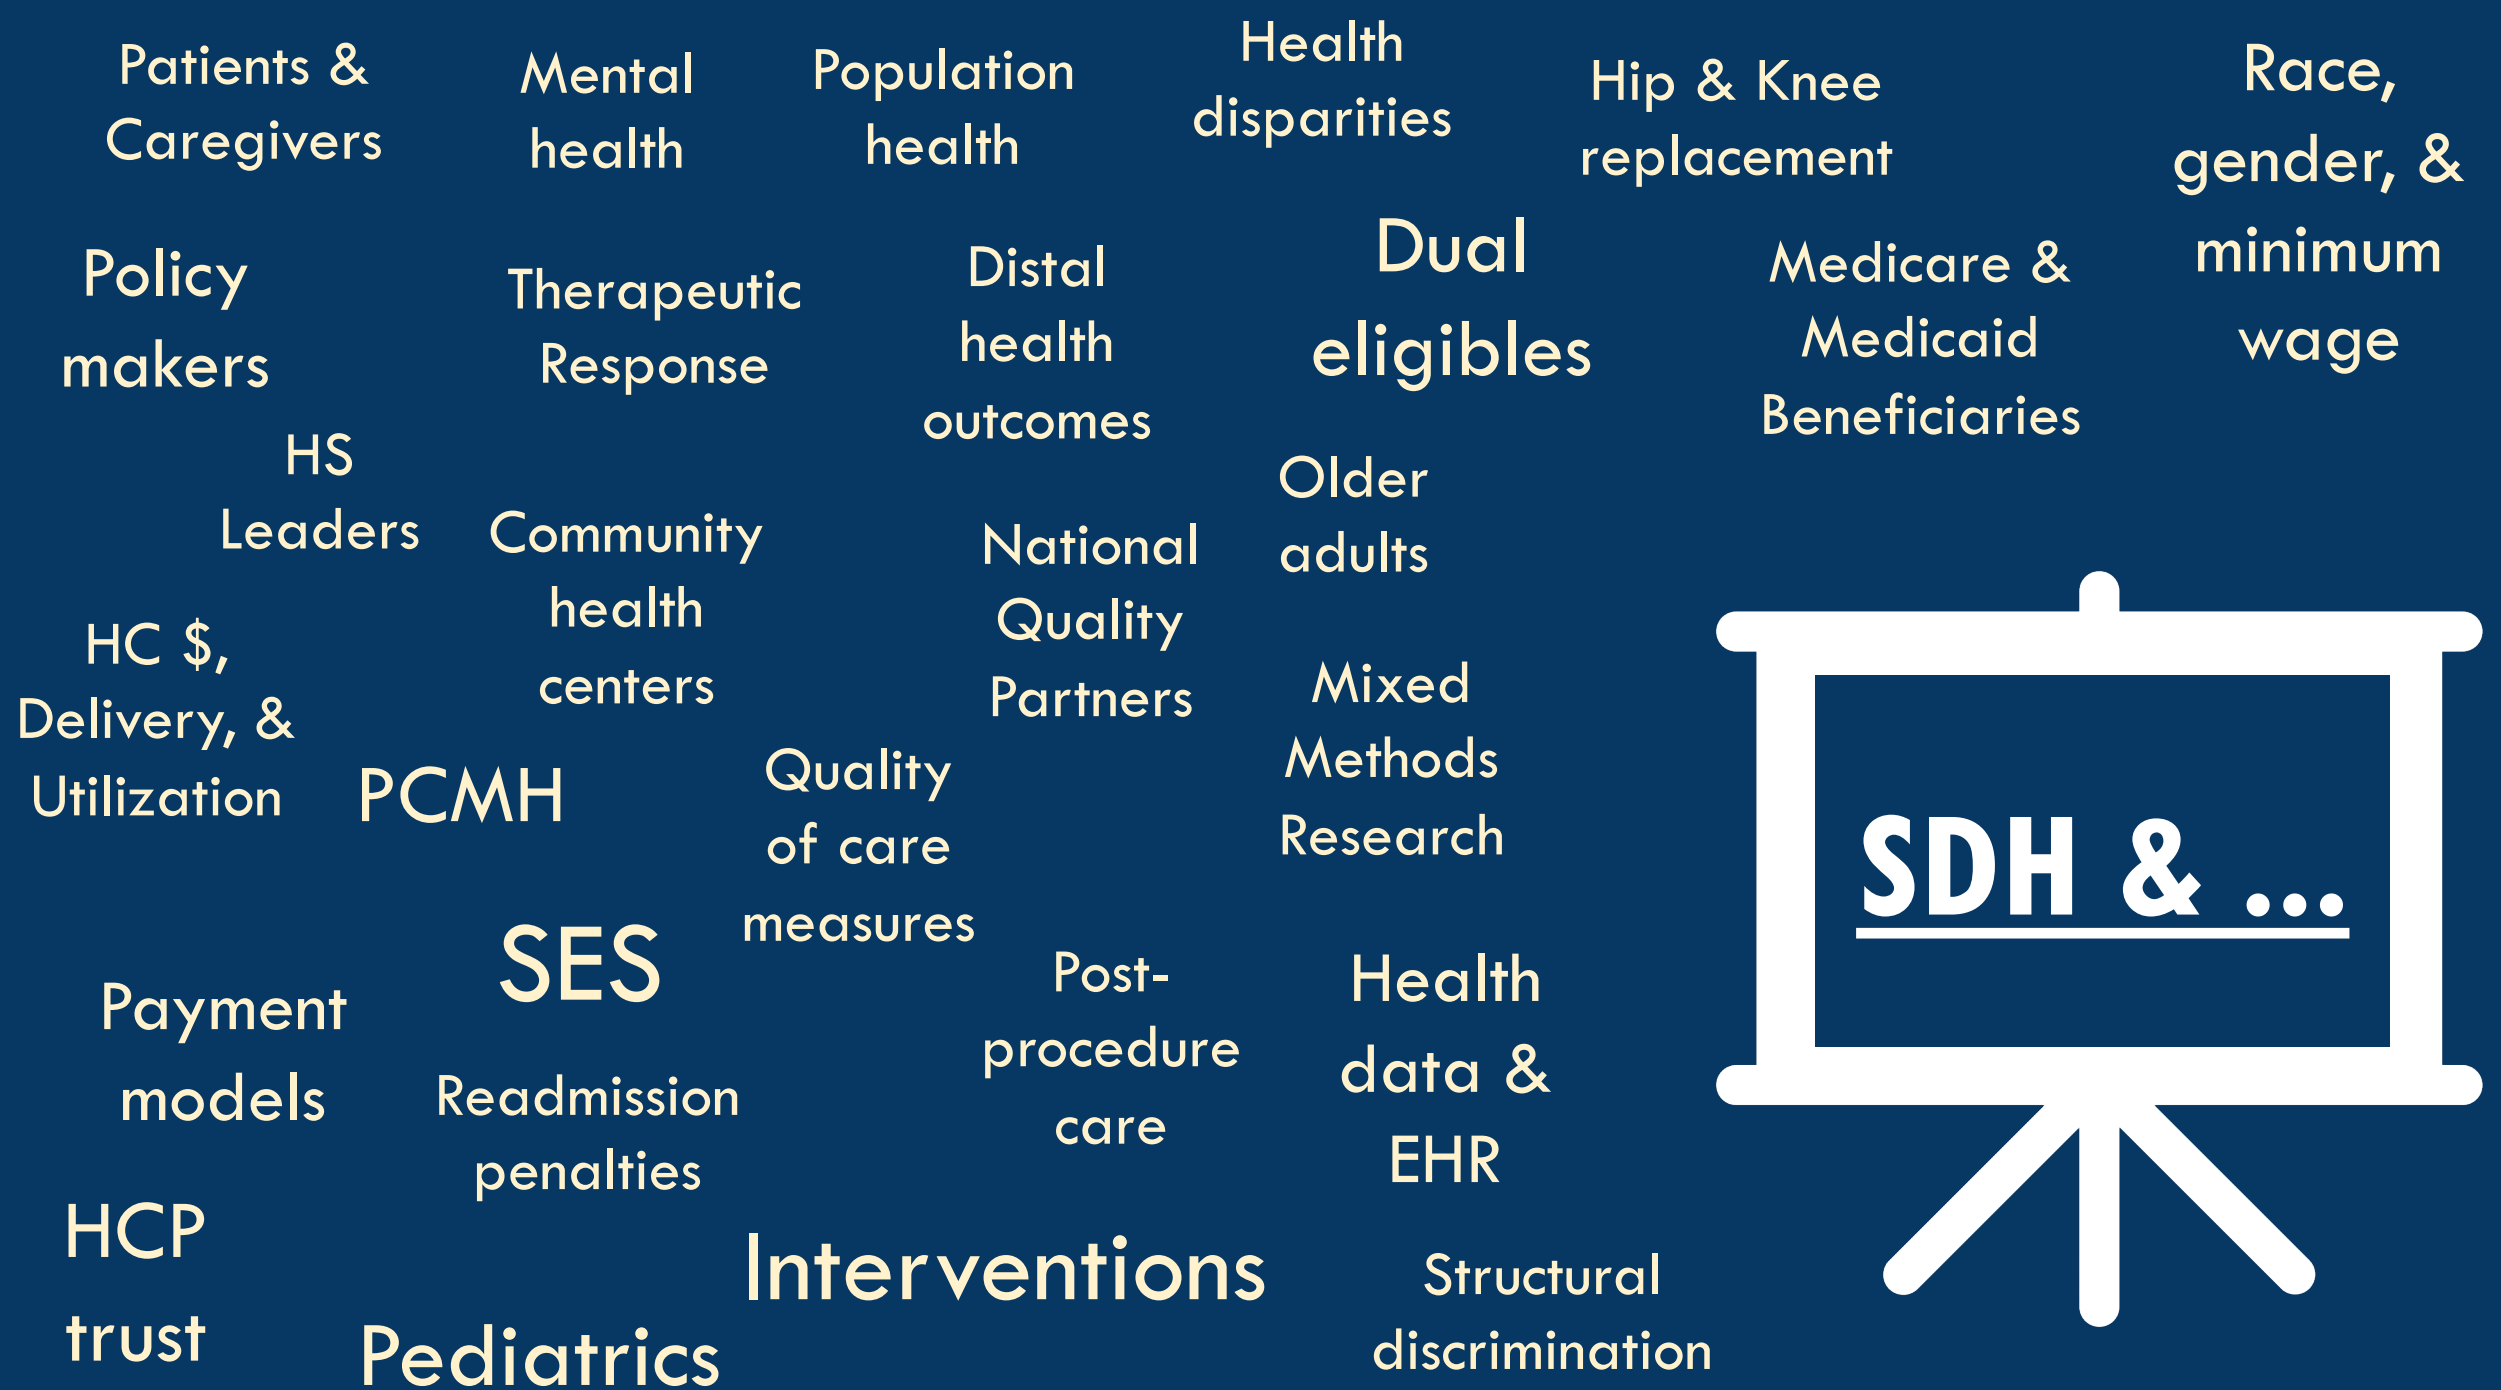 Patients &
Caregivers
Mental
health
Population
health
Health
disparities
Hip & Knee
replacement
Race,
gender, &
minimum
wage
Policy
makers
Therapeutic
Response
Distal
health
outcomes
Dual
eligibles
Medicare &
Medicaid
Beneficiaries
HS
Leaders
Community
health
centers
National
Quality
Partners
Older
adults
HC $,
Delivery, &
Utilization
PCMH
Quality
of care
measures
Mixed
Methods
Research
SDH & ...
SES
Payment
models
Readmission
penalties
Post-
procedure
care
Health
data &
EHR
HCP
trust
Interventions
Structural
discrimination
Pediatrics